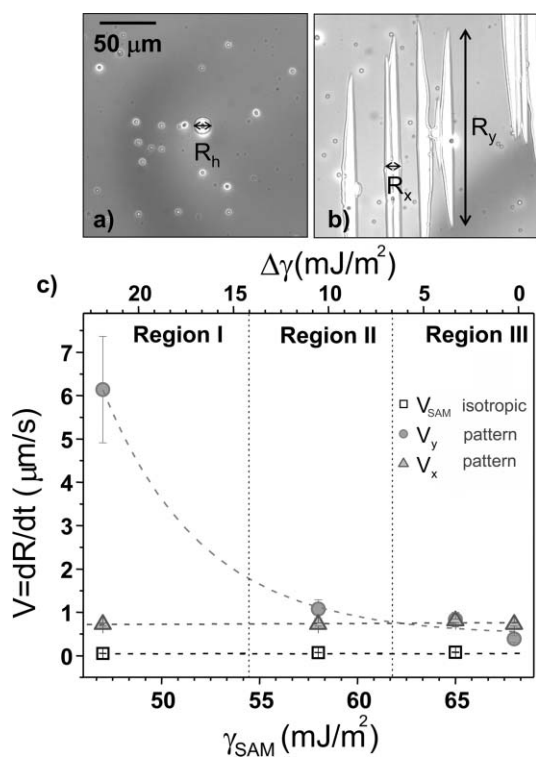 50 μm
R_h
a)
R_y
R_x
b)
Δγ(mJ/m²)
c)
20 15 10 5 0
Region I Region II Region III
7
6
5
4
3
2
1
0
V=dR/dt (μm/s)
V_SAM isotropic
V_y pattern
V_x pattern
50 55 60 65
γ_SAM (mJ/m²)